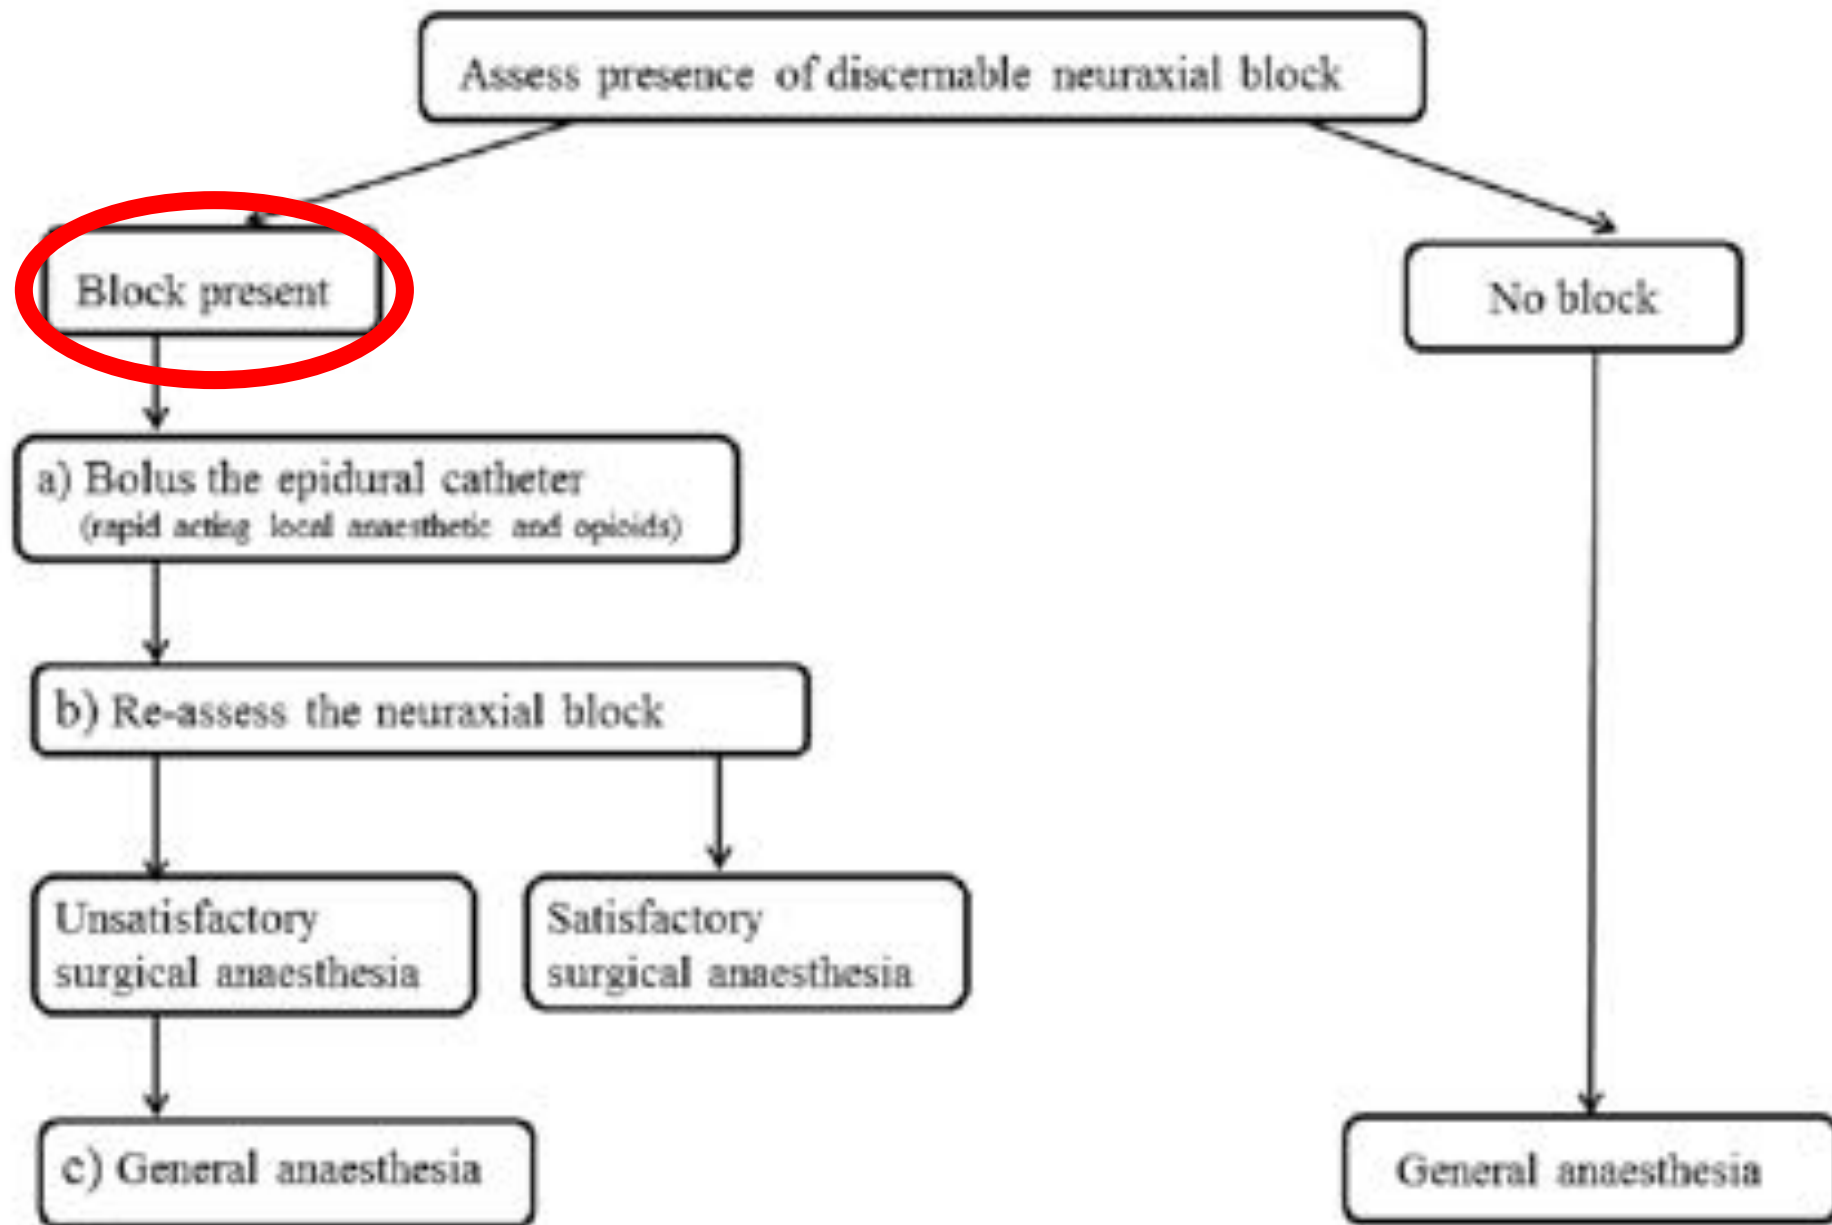 Assess presence of discernable neuraxial block
Block present
No block
a) Bolus the epidural catheter
(rapid acting local anaesthetic and opioids)
b) Re-assess the neuraxial block
Unsatisfactory
surgical anaesthesia
Satisfactory
surgical anaesthesia
c) General anaesthesia
General anaesthesia